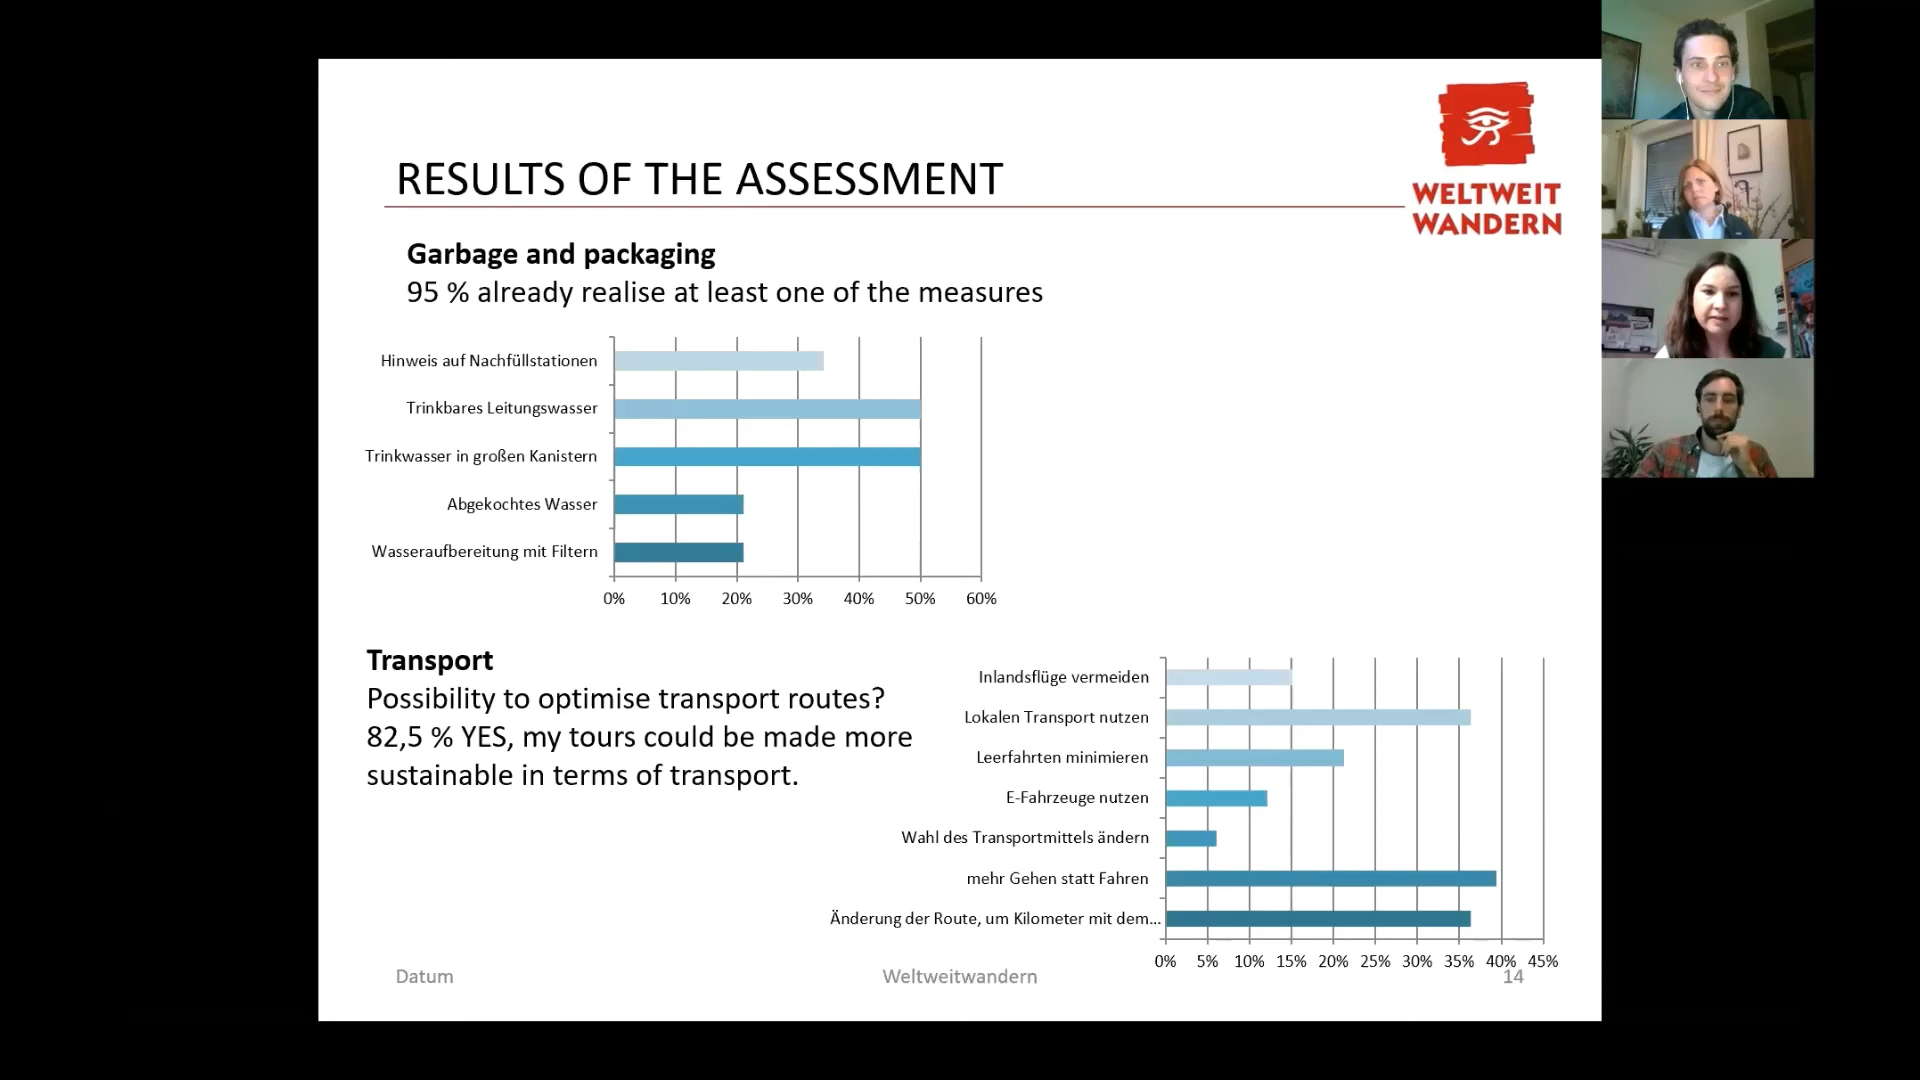 RESULTS OF THE ASSESSMENT
WELTWEIT
WANDERN
Garbage and packaging
95 % already realise at least one of the measures
Hinweis auf Nachfüllstationen
Trinkbares Leitungswasser
Trinkwasser in großen Kanistern
Abgekochtes Wasser
Wasseraufbereitung mit Filtern
0% 10% 20% 30% 40% 50% 60%
Transport
Possibility to optimise transport routes?
82,5 % YES, my tours could be made more
sustainable in terms of transport.
Inlandsflüge vermeiden
Lokalen Transport nutzen
Leerfahrten minimieren
E-Fahrzeuge nutzen
Wahl des Transportmittels ändern
mehr Gehen statt Fahren
Änderung der Route, um Kilometer mit dem...
0% 5% 10% 15% 20% 25% 30% 35% 40% 45%
Datum
Weltweitwandern
14